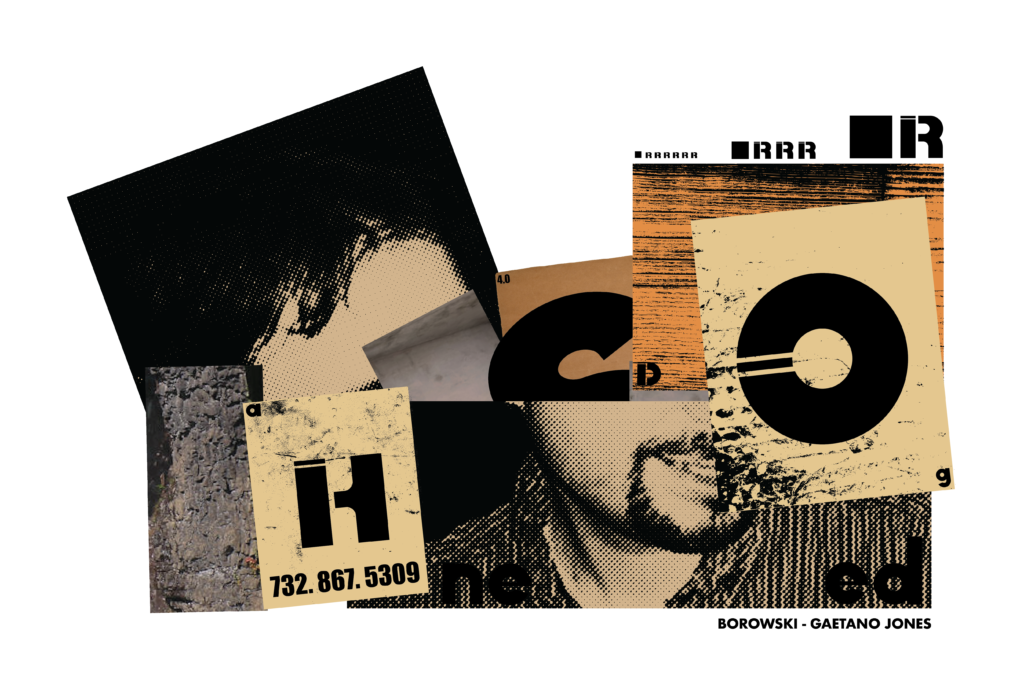 RRRRRR
RRR
R
4.0
C
D
O
g
a
R
732. 867. 5309
ne ed
BOROWSKI - GAETANO JONES